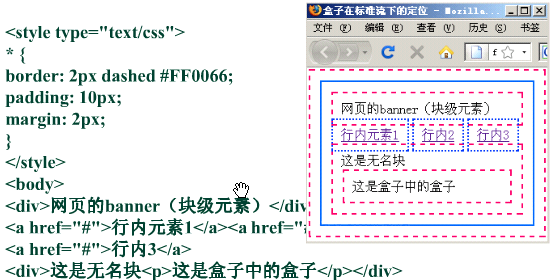 <style type="text/css">
* {
border: 2px dashed #FF0066;
padding: 10px;
margin: 2px;
}
</style>
<body>
<div>网页的banner（块级元素）</div>
<a href="#">行内元素1</a><a href="#
<a href="#">行内3</a>
<div>这是无名块<p>这是盒子中的盒子</p></div>
盒子在标准流下的定位 - Mozilla
文件(F) 编辑(E) 查看(V) 历史(S) 书签
f
网页的banner（块级元素）
行内元素1 行内2 行内3
这是无名块
这是盒子中的盒子